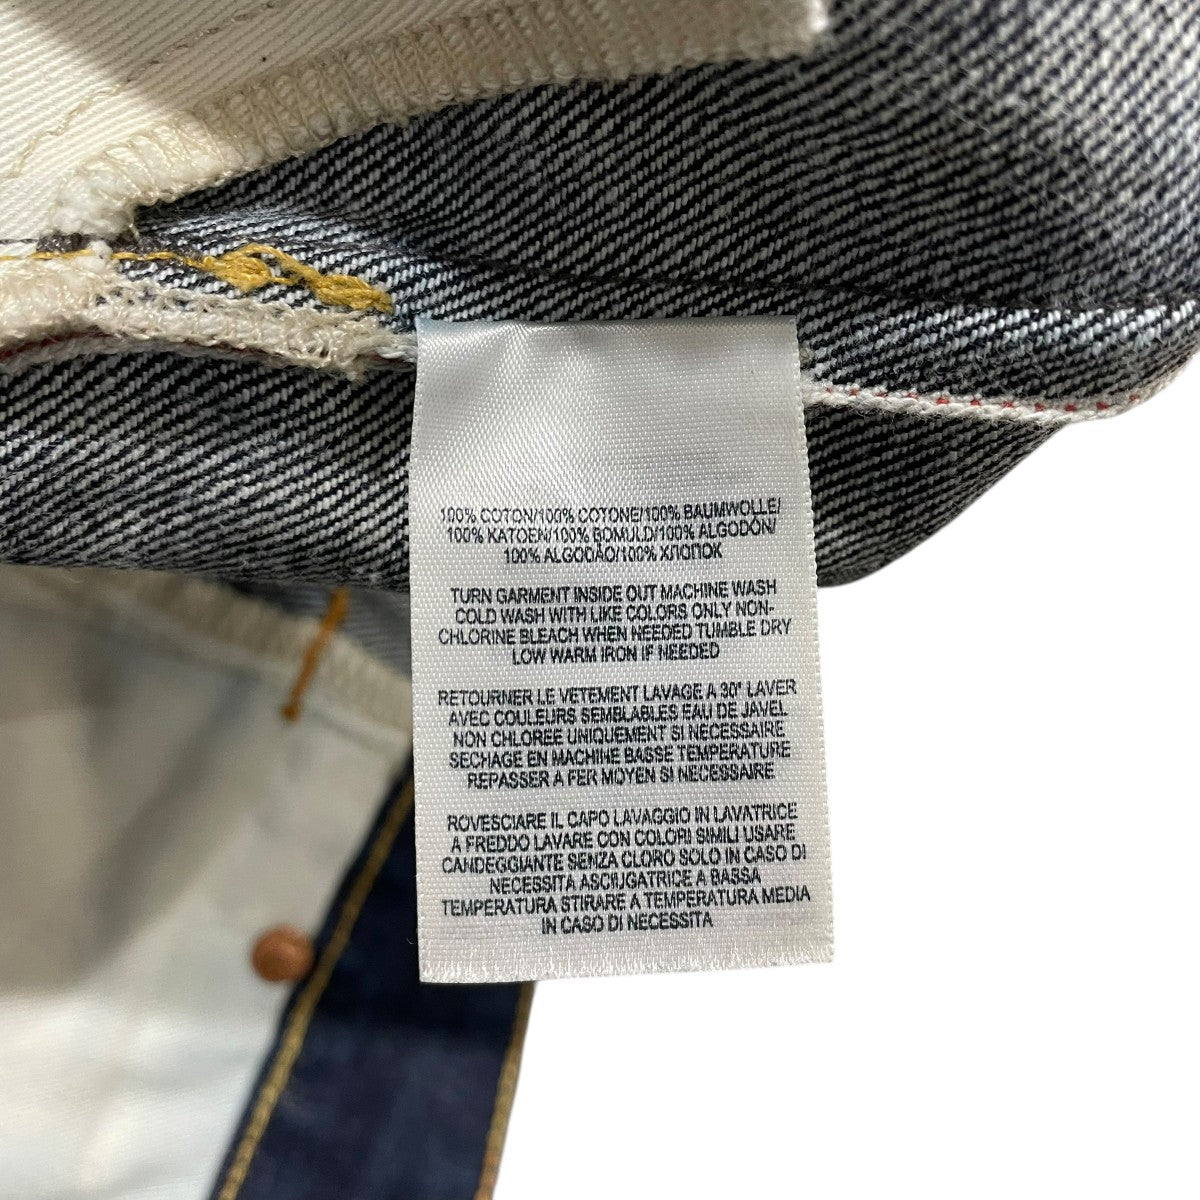 100% COTON/100% COTONE/100% BAUMWOLLE/
100% KATOEN/100% BOMULD/100% ALGODÓN/
100% ALGODÃO/100% ХЛОПОК
TURN GARMENT INSIDE OUT MACHINE WASH
COLD WASH WITH LIKE COLORS ONLY NON-
CHLORINE BLEACH WHEN NEEDED TUMBLE DRY
LOW WARM IRON IF NEEDED
RETOURNER LE VETEMENT LAVAGE A 30° LAVER
AVEC COULEURS SEMBLABLES EAU DE JAVEL
NON CHLOREE UNIQUEMENT SI NECESSAIRE
SECHAGE EN MACHINE BASSE TEMPERATURE
REPASSER A FER MOYEN SI NECESSAIRE
ROVESCIARE IL CAPO LAVAGGIO IN LAVATRICE
A FREDDO LAVARE CON COLORI SIMILI USARE
CANDEGGIANTE SENZA CLORO SOLO IN CASO DI
NECESSITA ASCIUGATRICE A BASSA
TEMPERATURA STIRARE A TEMPERATURA MEDIA
IN CASO DI NECESSITA